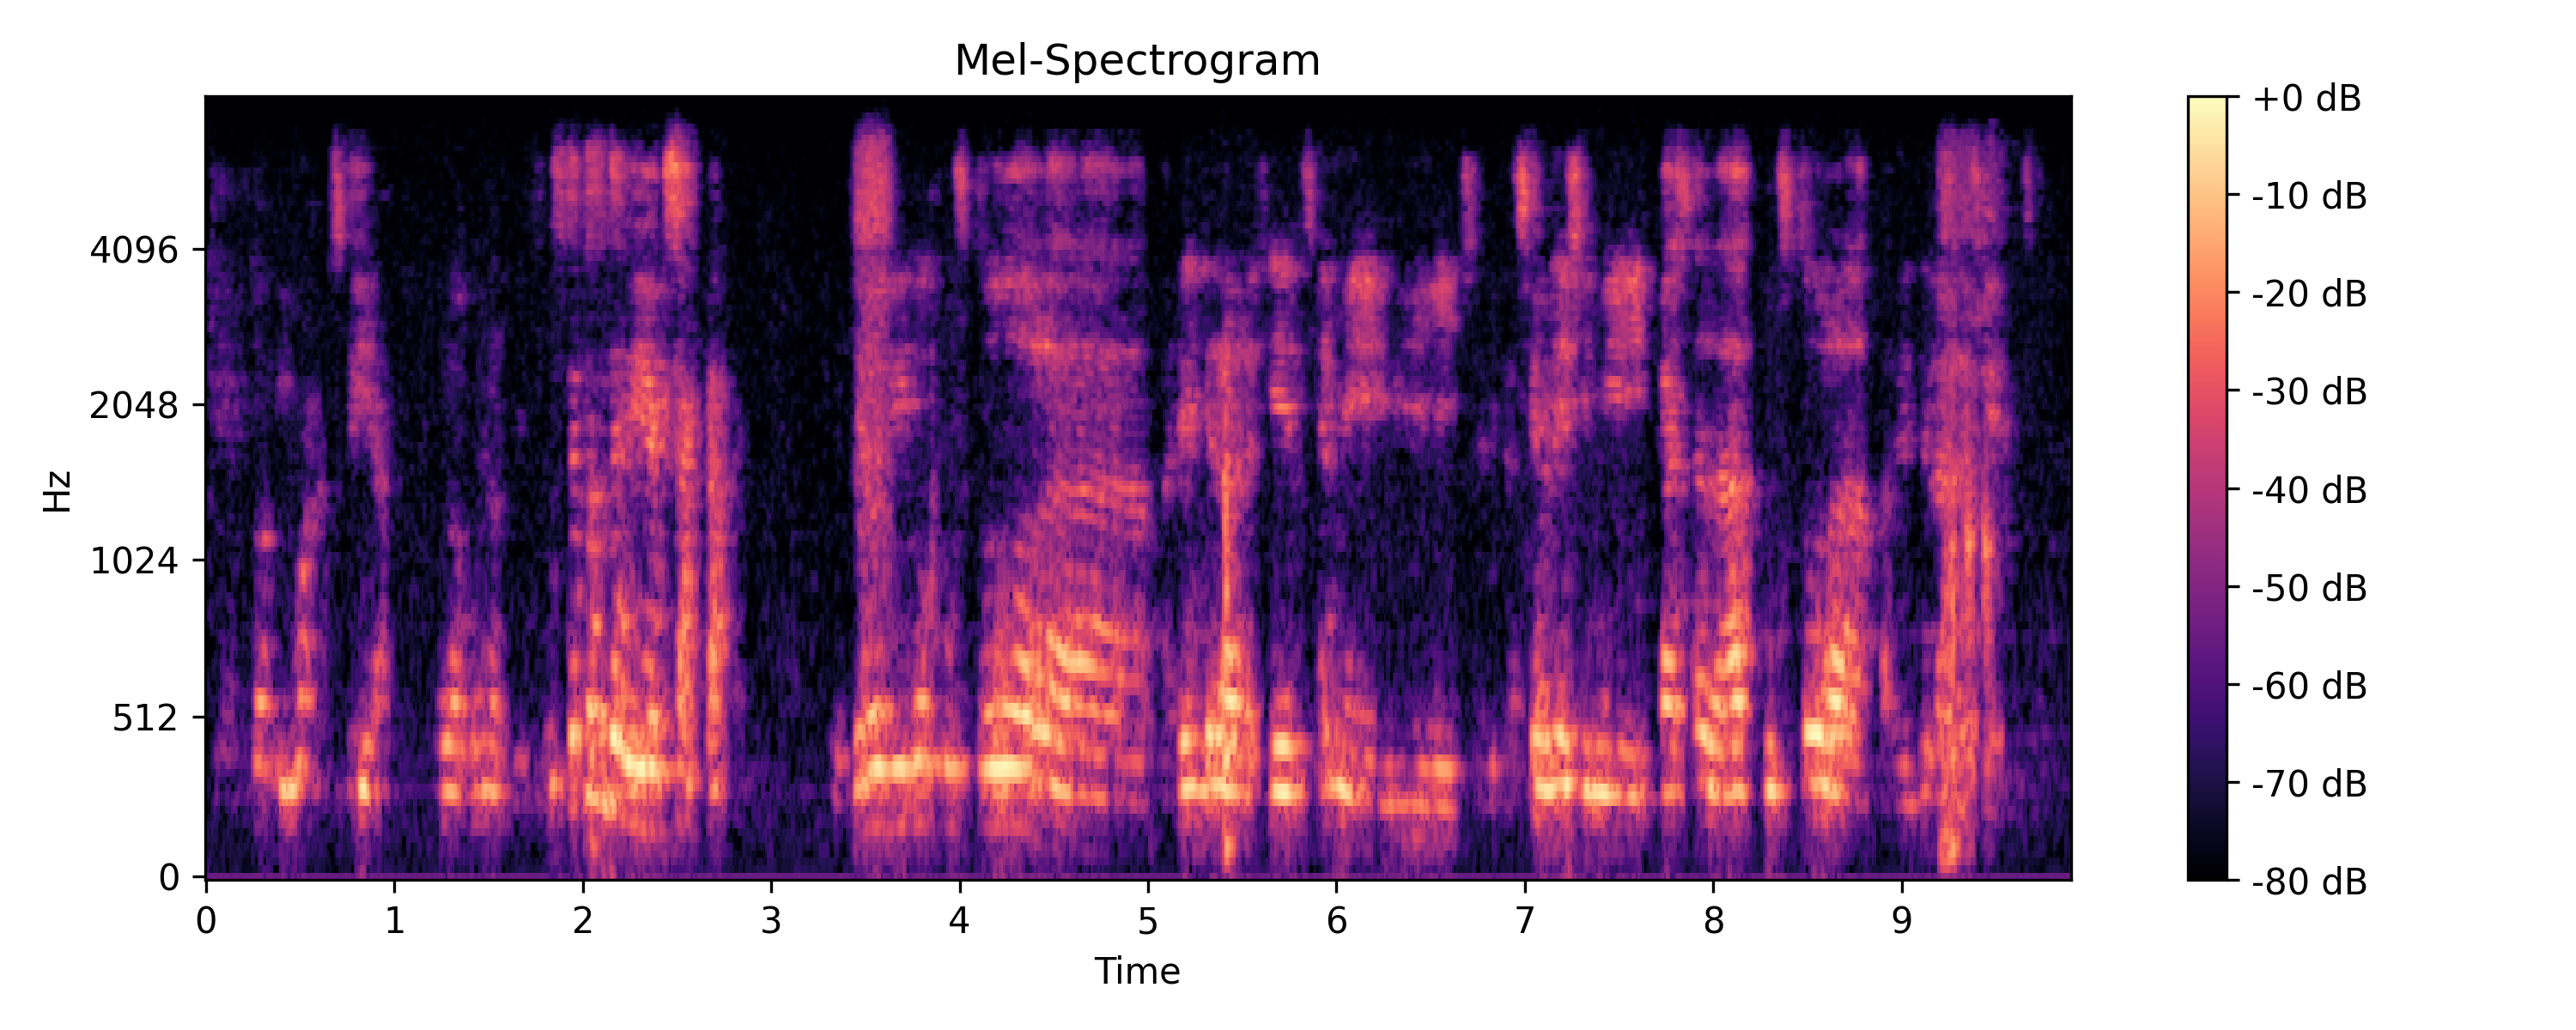 Mel-Spectrogram
+0 dB
-10 dB
-20 dB
-30 dB
-40 dB
-50 dB
-60 dB
-70 dB
-80 dB
Hz
4096
2048
1024
512
0
0 1 2 3 4 5 6 7 8 9
Time